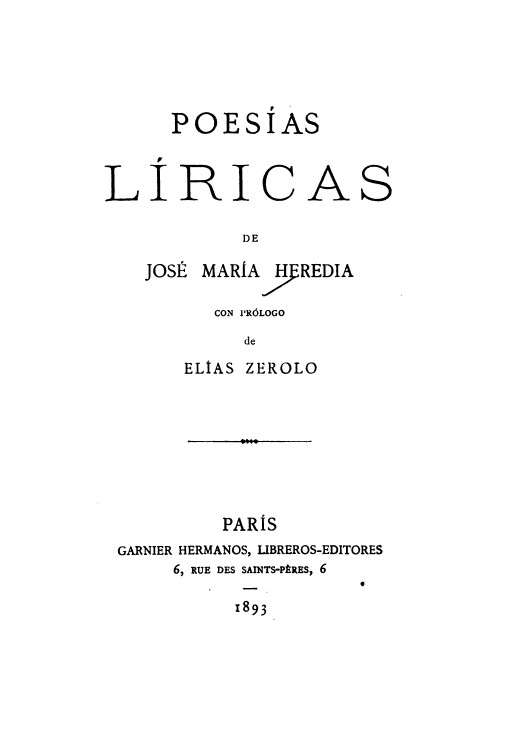 POESÍAS
LÍRICAS
DE
JOSÉ MARÍA HEREDIA
CON PRÓLOGO
de
ELÍAS ZEROLO
PARÍS
GARNIER HERMANOS, LIBREROS-EDITORES
6, RUE DES SAINTS-PÈRES, 6
1893